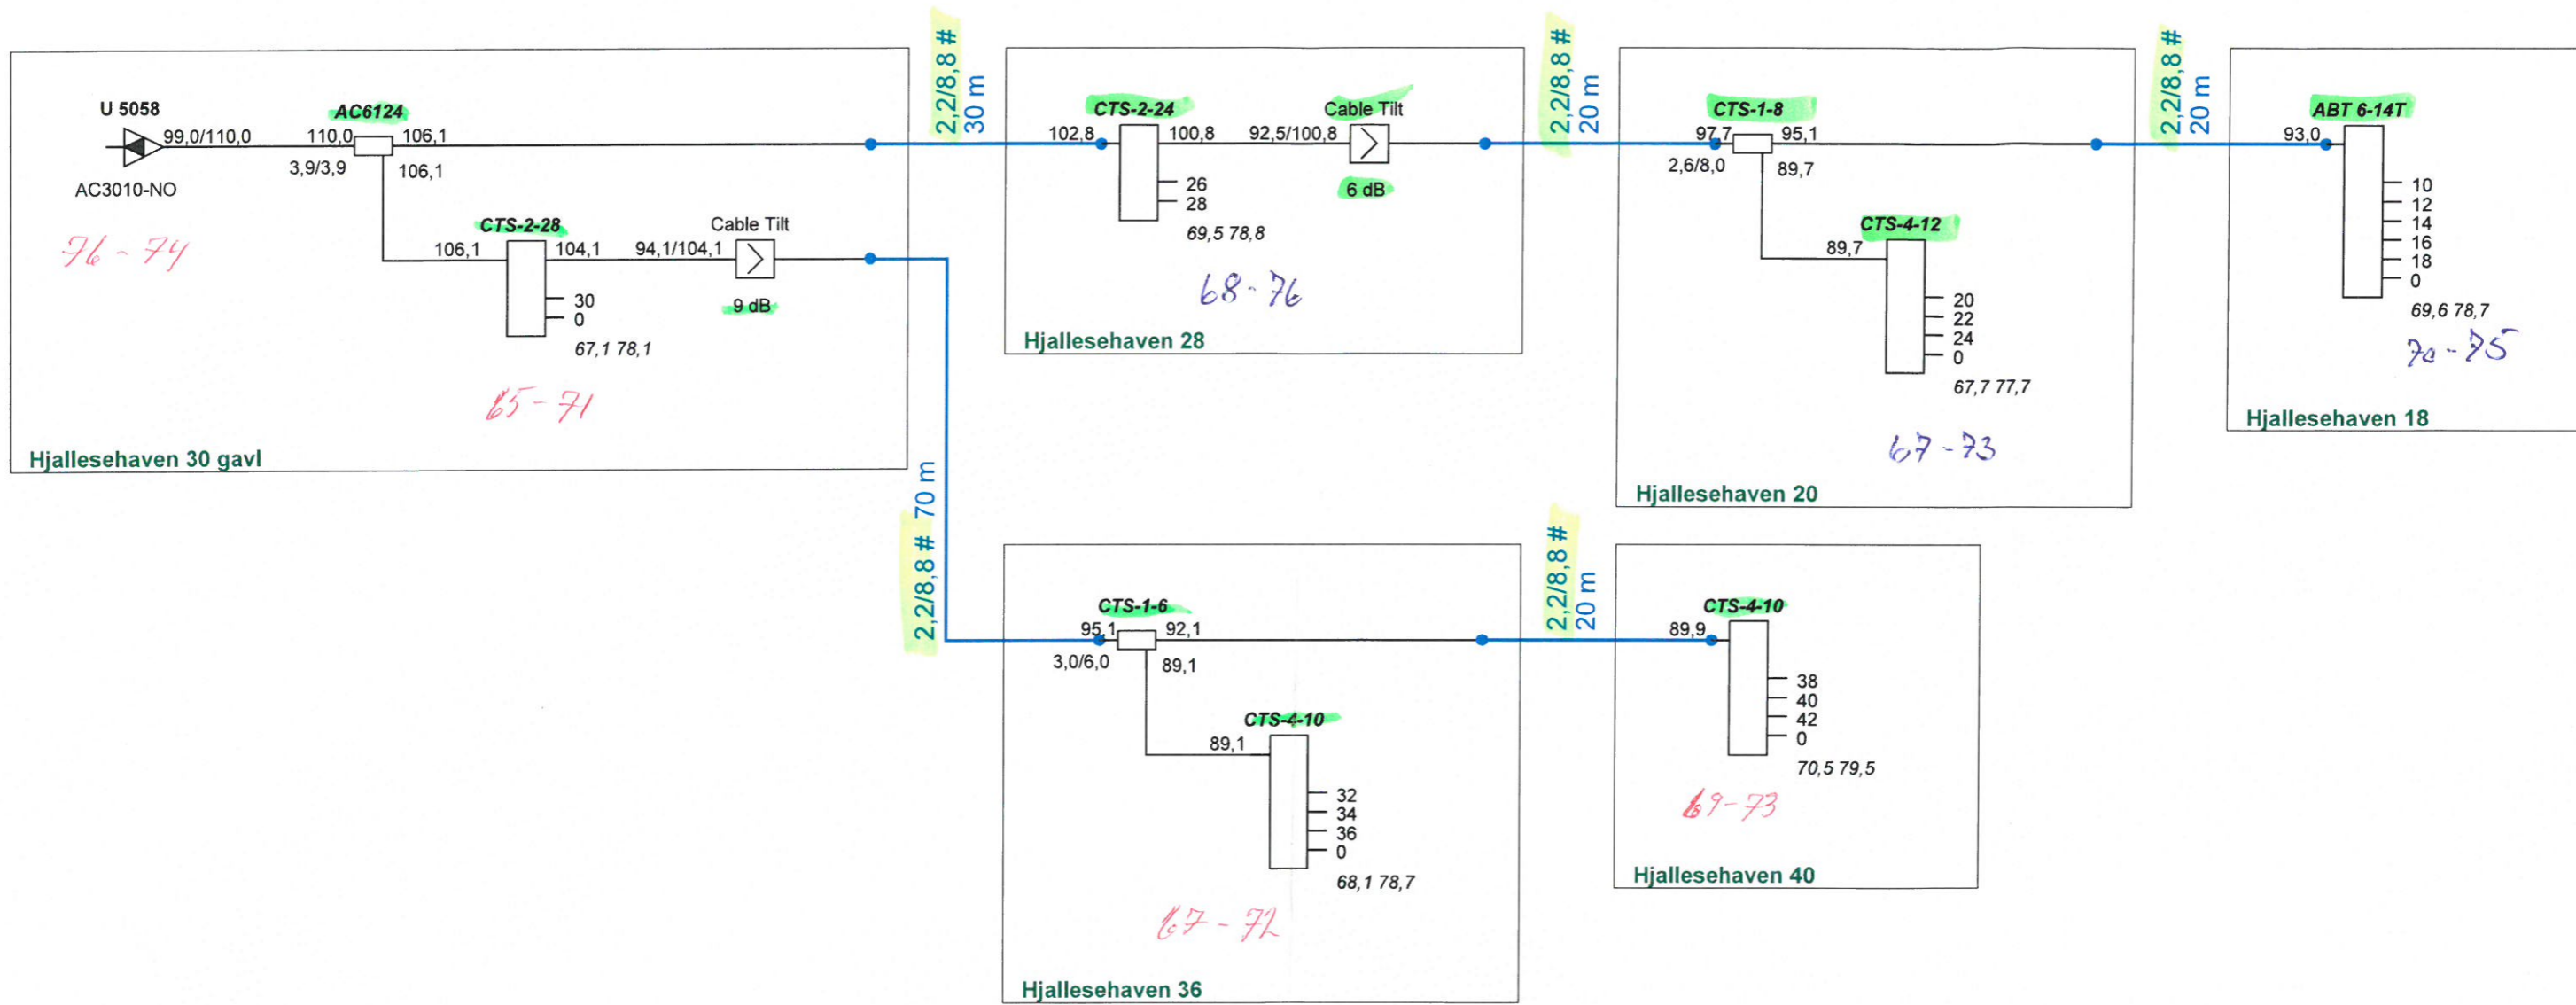 U 5058
99,0/110,0
AC3010-NO
76-74
AC6124
110,0
106,1
3,9/3,9
106,1
CTS-2-28
106,1
104,1
94,1/104,1
Cable Tilt
9 dB
30
0
67,1 78,1
65-71
Hjallesehaven 30 gavl
2,2/8,8 #
30 m
CTS-2-24
102,8
100,8
92,5/100,8
Cable Tilt
6 dB
26
28
69,5 78,8
68-76
Hjallesehaven 28
2,2/8,8 #
20 m
CTS-1-8
97,7
95,1
2,6/8,0
89,7
CTS-4-12
89,7
20
22
24
0
67,7 77,7
67-73
Hjallesehaven 20
2,2/8,8 #
20 m
ABT 6-14T
93,0
10
12
14
16
18
0
69,6 78,7
70-75
Hjallesehaven 18
2,2/8,8 # 70 m
CTS-1-6
95,1
92,1
3,0/6,0
89,1
CTS-4-10
89,1
32
34
36
0
68,1 78,7
67-72
Hjallesehaven 36
2,2/8,8 #
20 m
CTS-4-10
89,9
38
40
42
0
70,5 79,5
69-73
Hjallesehaven 40